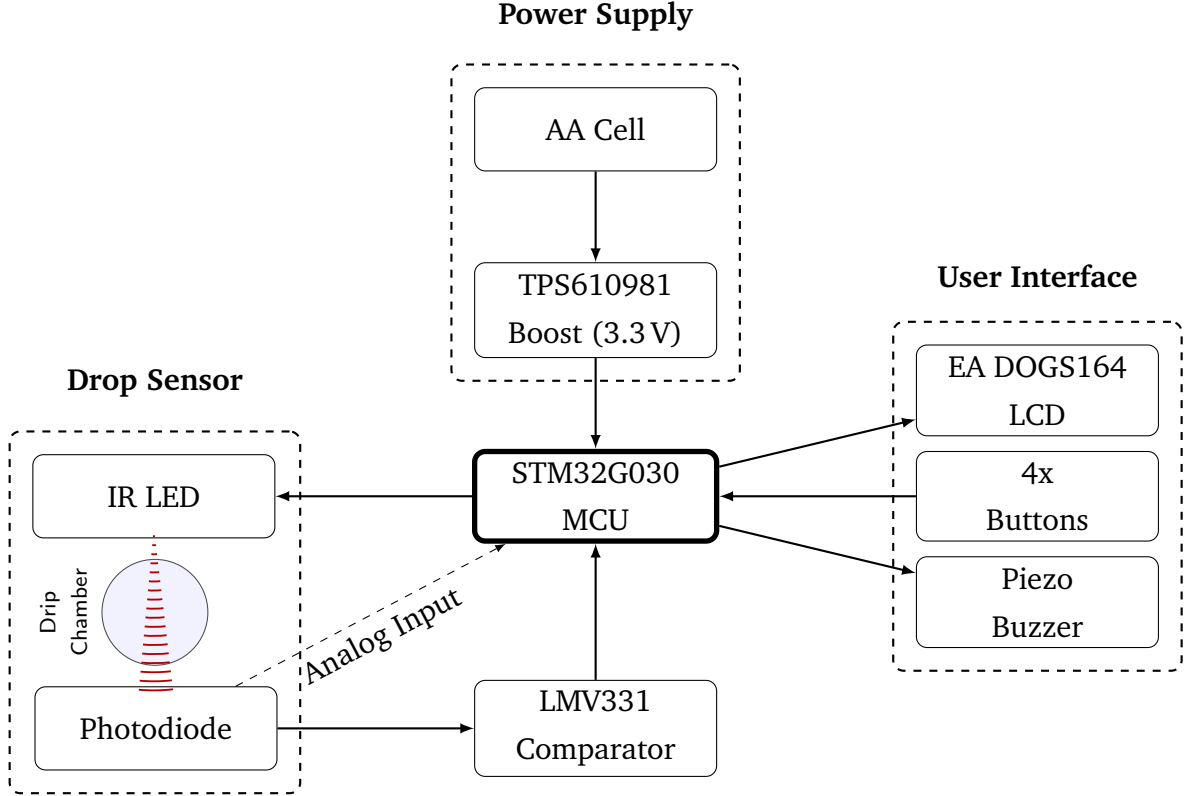 Power Supply
AA Cell
TPS610981
Boost (3.3 V)
User Interface
EA DOGS164
LCD
4x
Buttons
Piezo
Buzzer
Drop Sensor
IR LED
Drip
Chamber
Photodiode
STM32G030
MCU
Analog Input
LMV331
Comparator